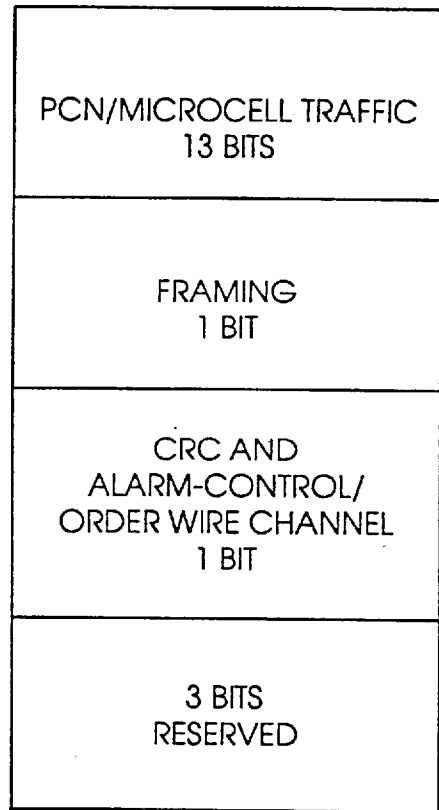 PCN/MICROCELL TRAFFIC
13 BITS
FRAMING
1 BIT
CRC AND
ALARM-CONTROL/
ORDER WIRE CHANNEL
1 BIT
3 BITS
RESERVED